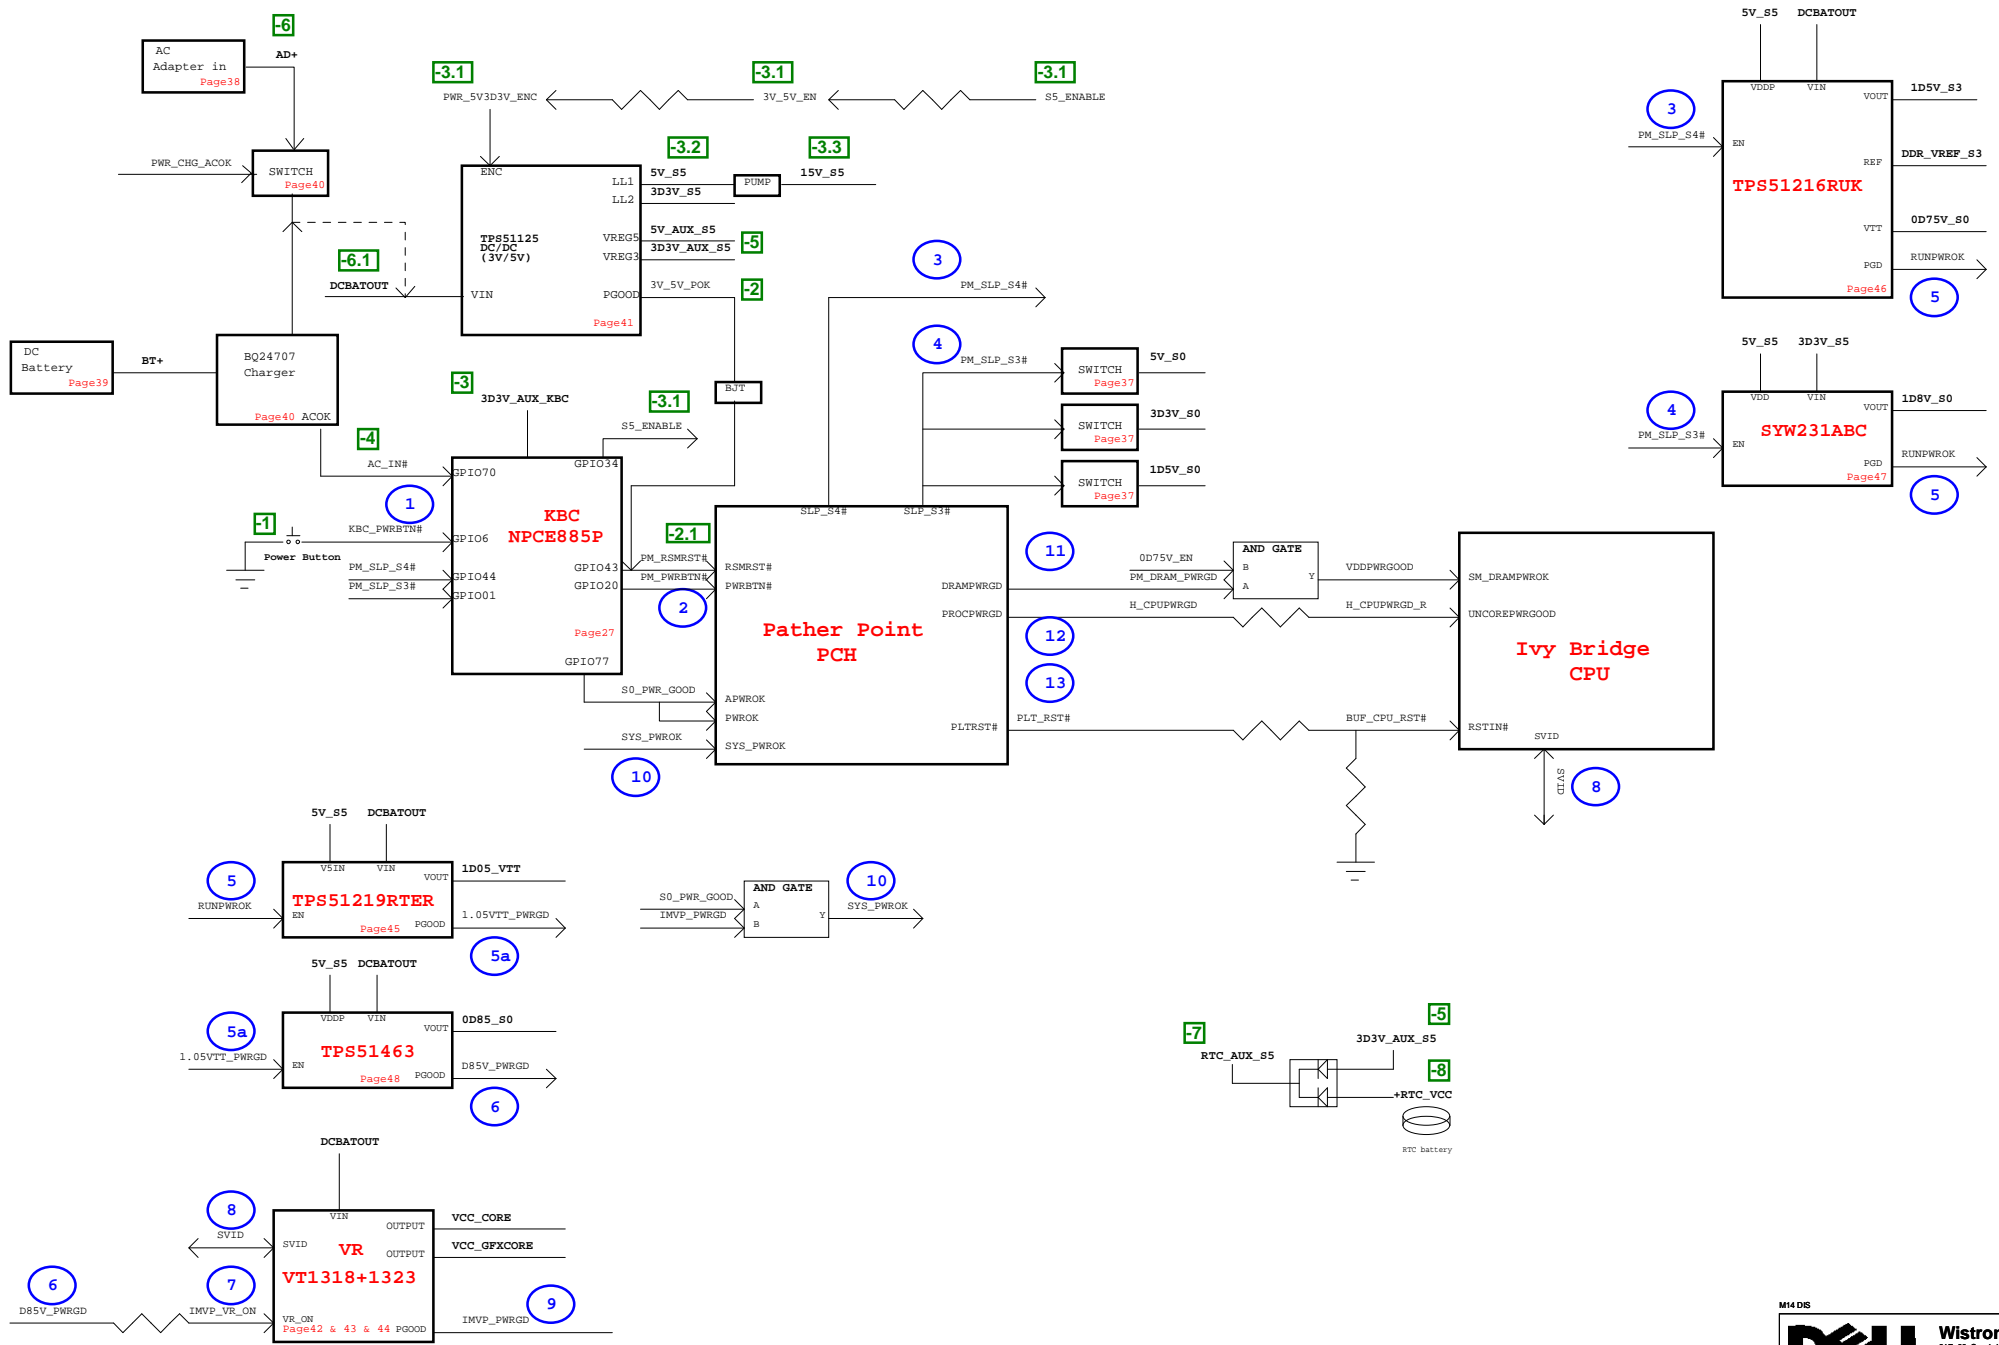 -6
AC
Adapter in
Page38
AD+
PWR_CHG_ACOK
SWITCH
Page40
-6.1
DCBATOUT
DC
Battery
Page39
BT+
BQ24707
Charger
Page40 ACOK
-3.1
-3.1
-3.1
PWR_5V3D3V_ENC
3V_5V_EN
S5_ENABLE
ENC
TPS51125
DC/DC
(3V/5V)
VIN
LL1
LL2
VREG5
VREG3
PGOOD
Page41
-3.2
-3.3
5V_S5
PUMP
15V_S5
3D3V_S5
5V_AUX_S5
3D3V_AUX_S5
-5
3V_5V_POK
-2
BJT
-3
3D3V_AUX_KBC
-3.1
S5_ENABLE
-4
AC_IN#
1
-1
KBC_PWRBTN#
Power Button
PM_SLP_S4#
PM_SLP_S3#
GPIO70
GPIO34
KBC
NPCE885P
GPIO6
GPIO43
GPIO44
GPIO20
GPIO01
Page27
GPIO77
-2.1
PM_RSMRST#
PM_PWRBTN#
2
S0_PWR_GOOD
SYS_PWROK
10
3
PM_SLP_S4#
4
PM_SLP_S3#
SWITCH
Page37
5V_S0
SWITCH
Page37
3D3V_S0
SWITCH
Page37
1D5V_S0
SLP_S4#
SLP_S3#
RSMRST#
PWRBTN#
DRAMPWRGD
PROCPWRGD
Pather Point
PCH
APWROK
PWROK
SYS_PWROK
PLTRST#
11
0D75V_EN
PM_DRAM_PWRGD
AND GATE
B
A
Y
VDDPWRGOOD
H_CPUPWRGD
H_CPUPWRGD_R
12
13
PLT_RST#
BUF_CPU_RST#
SM_DRAMPWROK
UNCOREPWRGOOD
Ivy Bridge
CPU
RSTIN#
SVID
SVID
8
5V_S5
DCBATOUT
3
PM_SLP_S4#
VDDP
VIN
VOUT
EN
REF
TPS51216RUK
VTT
PGD
Page46
1D5V_S3
DDR_VREF_S3
0D75V_S0
RUNPWROK
5
5V_S5
3D3V_S5
4
PM_SLP_S3#
VDD
VIN
VOUT
SYW231ABC
EN
PGD
Page47
1D8V_S0
RUNPWROK
5
5V_S5
DCBATOUT
5
RUNPWROK
V5IN
VIN
VOUT
TPS51219RTER
EN
Page45
PGOOD
1D05_VTT
1.05VTT_PWRGD
5a
S0_PWR_GOOD
IMVP_PWRGD
AND GATE
A
B
Y
10
SYS_PWROK
5V_S5
DCBATOUT
5a
1.05VTT_PWRGD
VDDP
VIN
VOUT
TPS51463
EN
Page48
PGOOD
0D85_S0
D85V_PWRGD
6
DCBATOUT
8
SVID
VIN
OUTPUT
SVID
VR
OUTPUT
VT1318+1323
VR_ON
Page42 & 43 & 44
PGOOD
VCC_CORE
VCC_GFXCORE
6
D85V_PWRGD
7
IMVP_VR_ON
9
IMVP_PWRGD
-7
RTC_AUX_S5
-5
3D3V_AUX_S5
-8
+RTC_VCC
RTC battery
M14 DIS
DELL
Wistron